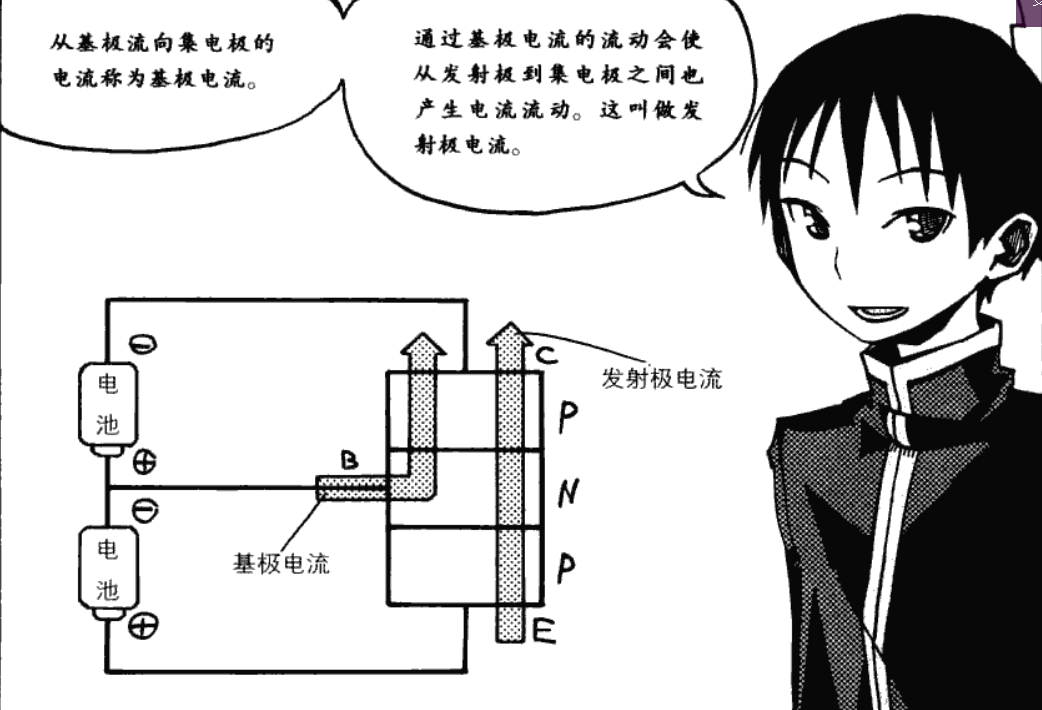 从基极流向集电极的
电流称为基极电流。
通过基极电流的流动会使
从发射极到集电极之间也
产生电流流动。这叫做发
射极电流。
⊖
电
池
⊕
⊖
电
池
⊕
B
基极电流
C
发射极电流
P
N
P
E